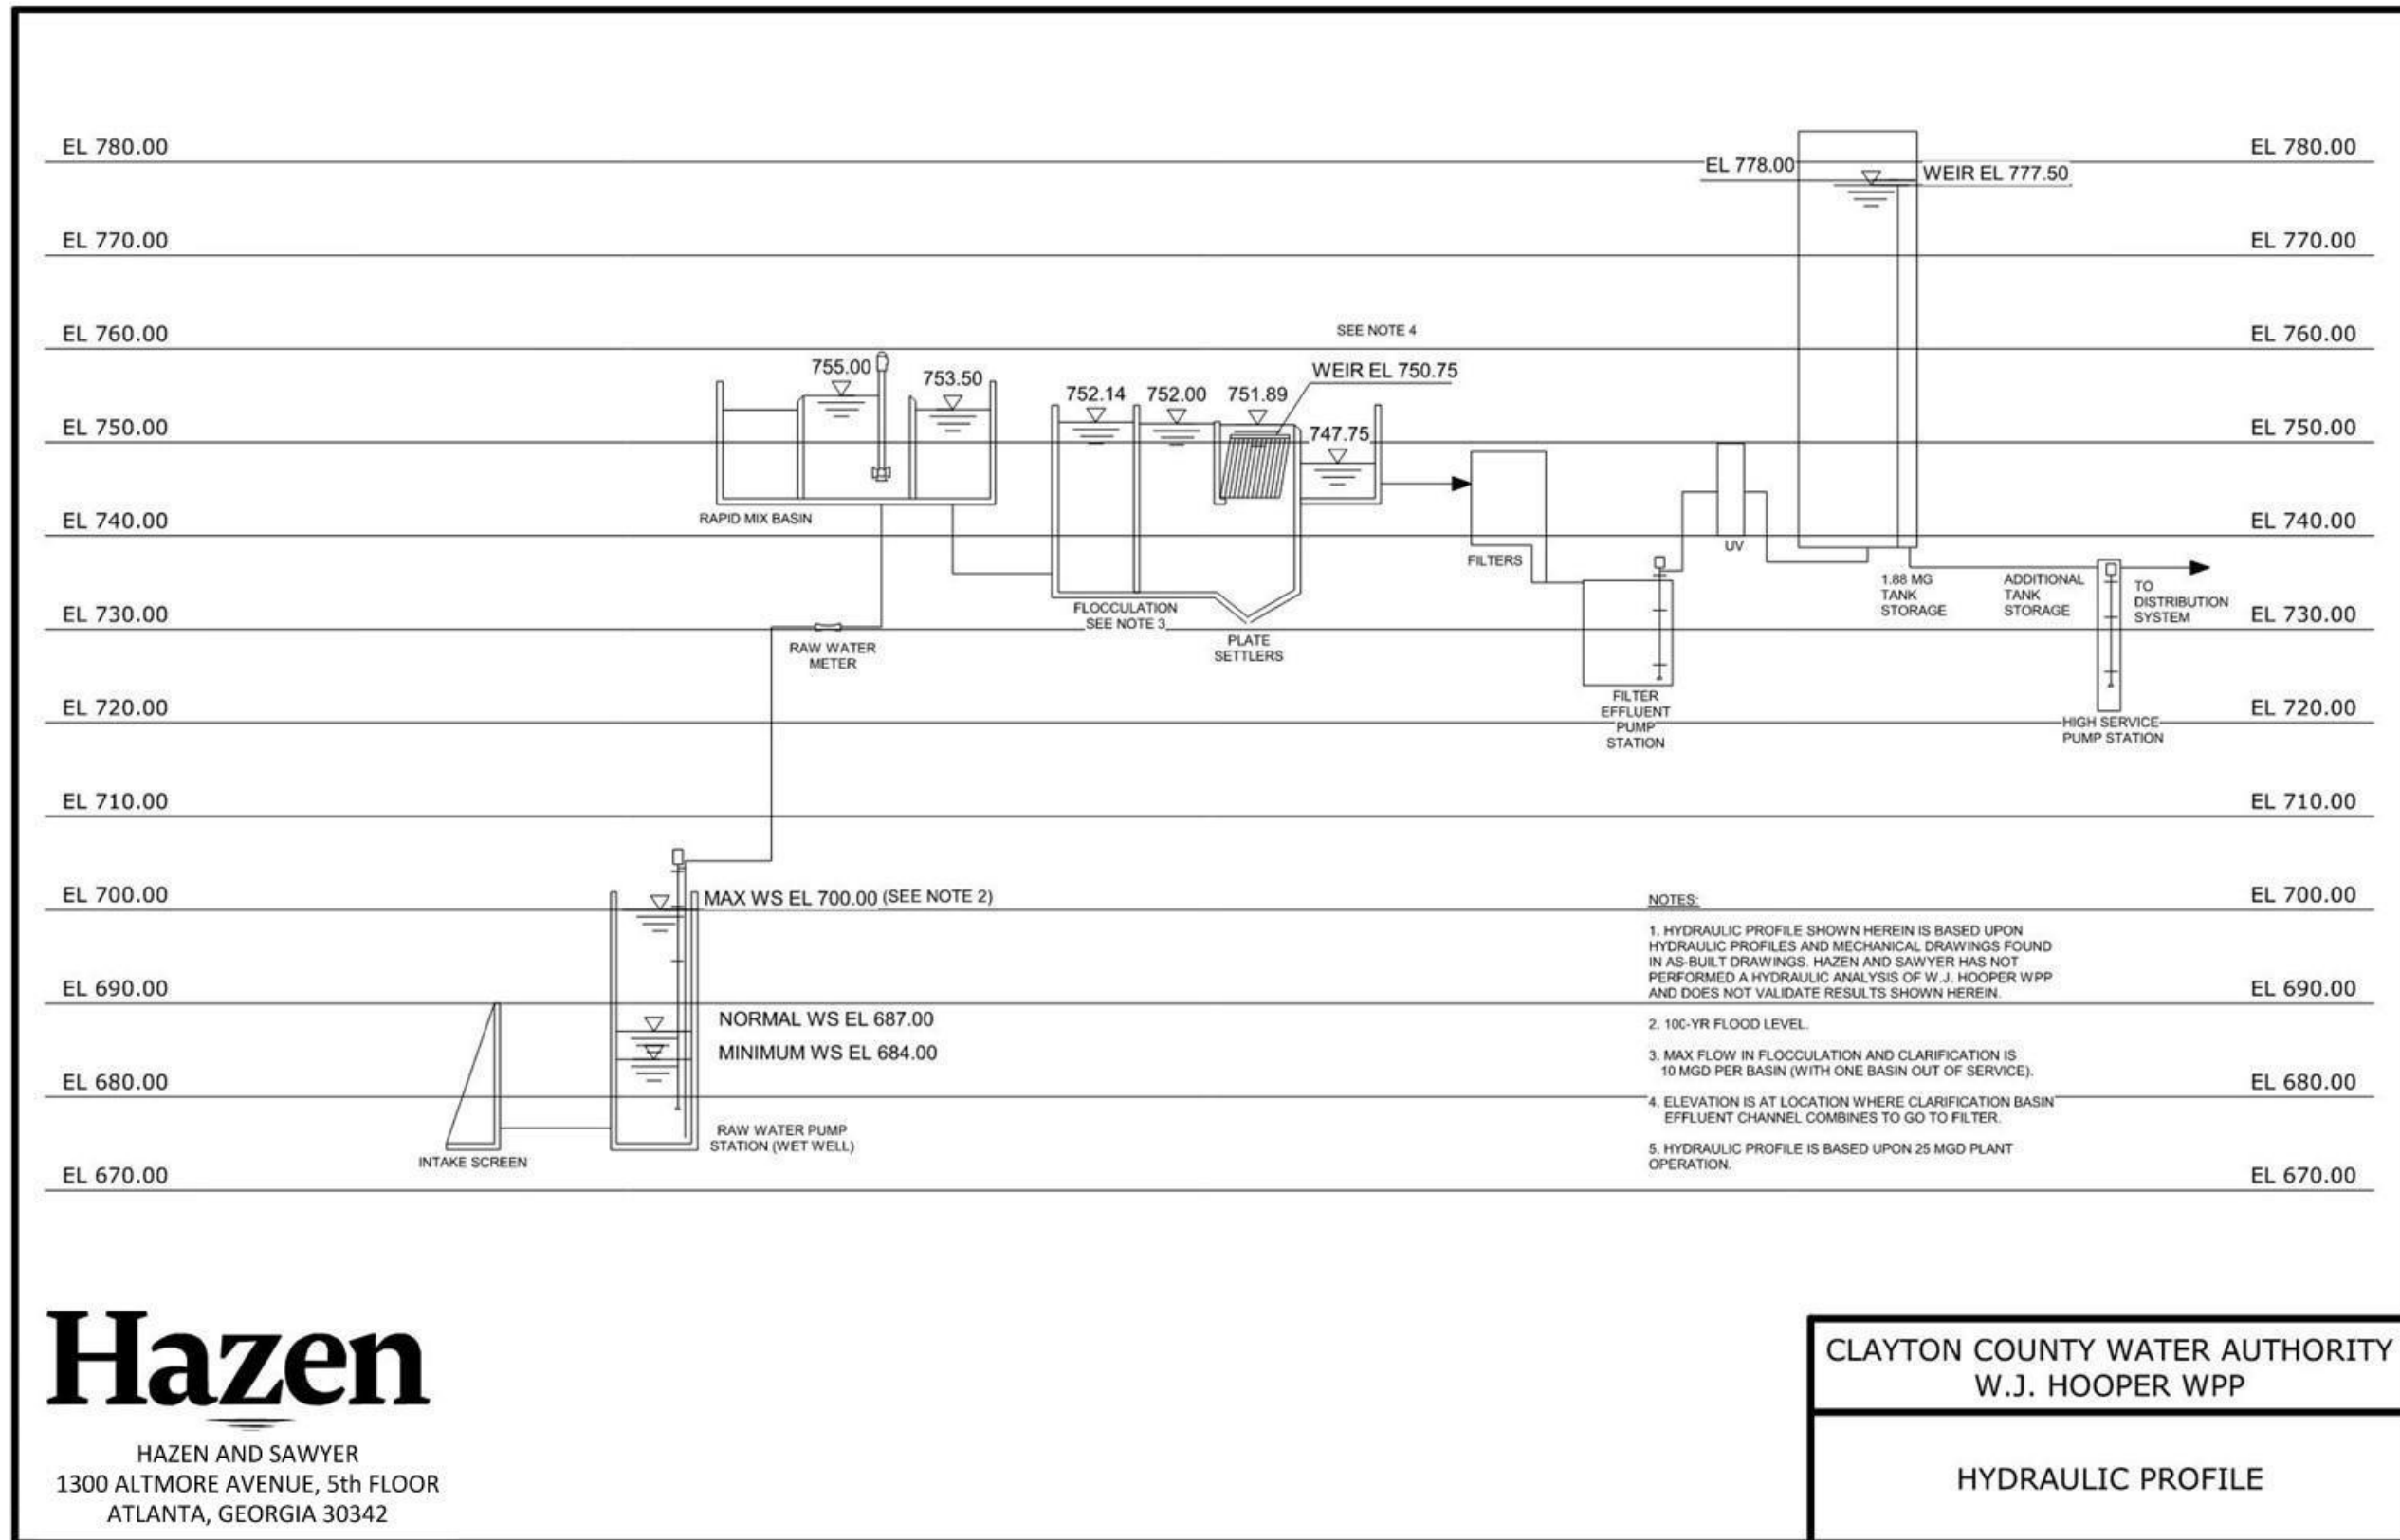 EL 780.00
EL 780.00
EL 778.00
WEIR EL 777.50
EL 770.00
EL 770.00
EL 760.00
SEE NOTE 4
EL 760.00
755.00
753.50
WEIR EL 750.75
752.14
752.00
751.89
EL 750.00
747.75
EL 750.00
EL 740.00
RAPID MIX BASIN
EL 740.00
FILTERS
UV
1.88 MG
TANK
STORAGE
ADDITIONAL
TANK
STORAGE
TO
DISTRIBUTION
SYSTEM
EL 730.00
FLOCCULATION
SEE NOTE 3
EL 730.00
RAW WATER
METER
PLATE
SETTLERS
FILTER
EFFLUENT
PUMP
STATION
EL 720.00
HIGH SERVICE
PUMP STATION
EL 720.00
EL 710.00
EL 710.00
EL 700.00
MAX WS EL 700.00 (SEE NOTE 2)
EL 700.00
EL 690.00
EL 690.00
NORMAL WS EL 687.00
MINIMUM WS EL 684.00
EL 680.00
EL 680.00
RAW WATER PUMP
STATION (WET WELL)
INTAKE SCREEN
EL 670.00
EL 670.00
NOTES:
1. HYDRAULIC PROFILE SHOWN HEREIN IS BASED UPON
HYDRAULIC PROFILES AND MECHANICAL DRAWINGS FOUND
IN AS-BUILT DRAWINGS. HAZEN AND SAWYER HAS NOT
PERFORMED A HYDRAULIC ANALYSIS OF W.J. HOOPER WPP
AND DOES NOT VALIDATE RESULTS SHOWN HEREIN.
2. 100-YR FLOOD LEVEL.
3. MAX FLOW IN FLOCCULATION AND CLARIFICATION IS
10 MGD PER BASIN (WITH ONE BASIN OUT OF SERVICE).
4. ELEVATION IS AT LOCATION WHERE CLARIFICATION BASIN
EFFLUENT CHANNEL COMBINES TO GO TO FILTER.
5. HYDRAULIC PROFILE IS BASED UPON 25 MGD PLANT
OPERATION.
Hazen
HAZEN AND SAWYER
1300 ALTMORE AVENUE, 5th FLOOR
ATLANTA, GEORGIA 30342
CLAYTON COUNTY WATER AUTHORITY
W.J. HOOPER WPP
HYDRAULIC PROFILE